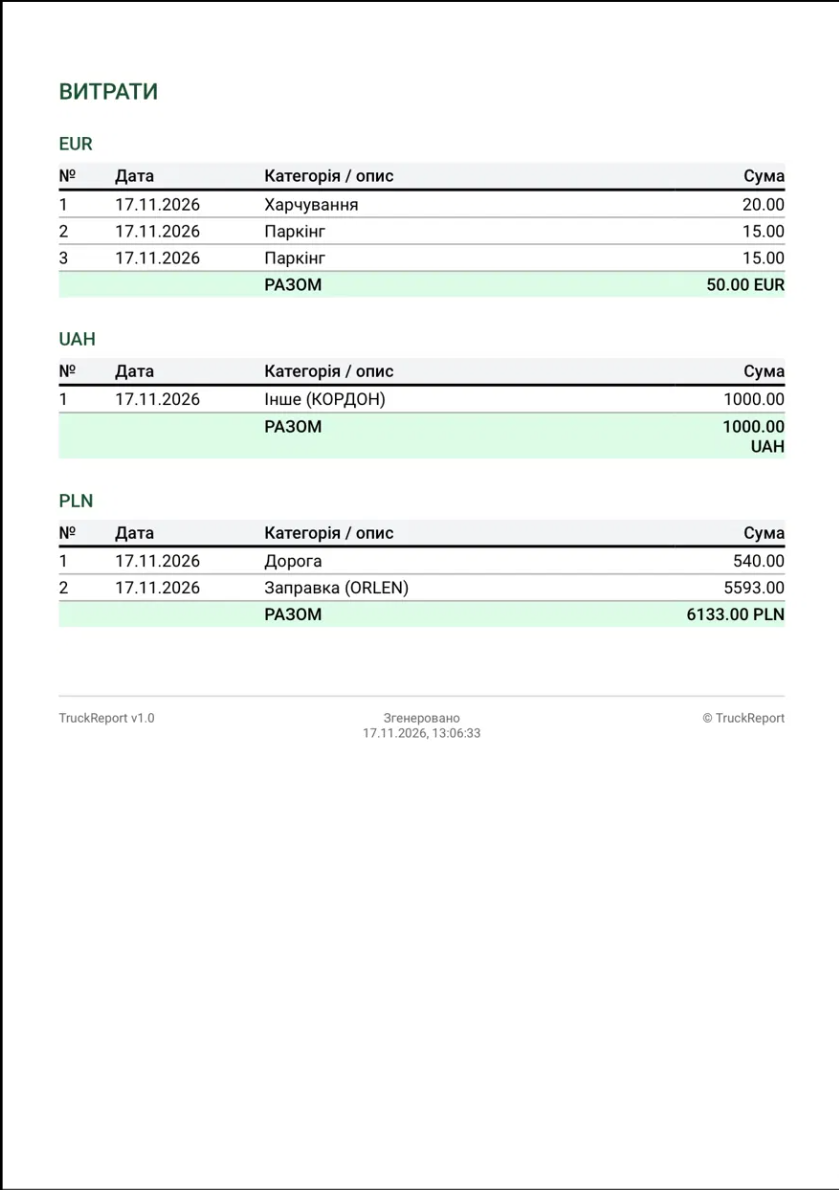 ВИТРАТИ
EUR
№ Дата Категорія / опис Сума
1 17.11.2026 Харчування 20.00
2 17.11.2026 Паркінг 15.00
3 17.11.2026 Паркінг 15.00
РАЗОМ 50.00 EUR
UAH
№ Дата Категорія / опис Сума
1 17.11.2026 Інше (КОРДОН) 1000.00
РАЗОМ 1000.00
UAH
PLN
№ Дата Категорія / опис Сума
1 17.11.2026 Дорога 540.00
2 17.11.2026 Заправка (ORLEN) 5593.00
РАЗОМ 6133.00 PLN
TruckReport v1.0 Згенеровано © TruckReport
17.11.2026, 13:06:33